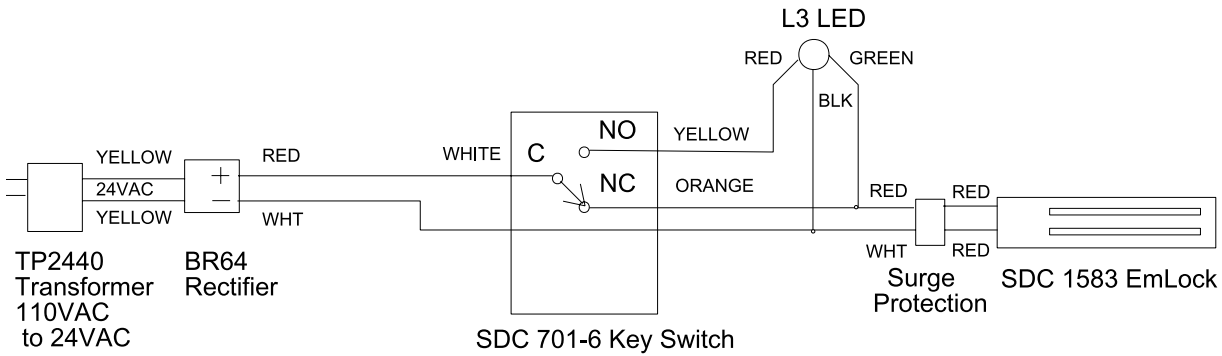 L3 LED
RED
GREEN
BLK
NO
YELLOW
YELLOW
RED
WHITE
C
+
24VAC
NC
ORANGE
RED
RED
–
YELLOW
WHT
WHT
RED
TP2440
Transformer
110VAC
to 24VAC
BR64
Rectifier
Surge
Protection
SDC 1583 EmLock
SDC 701-6 Key Switch